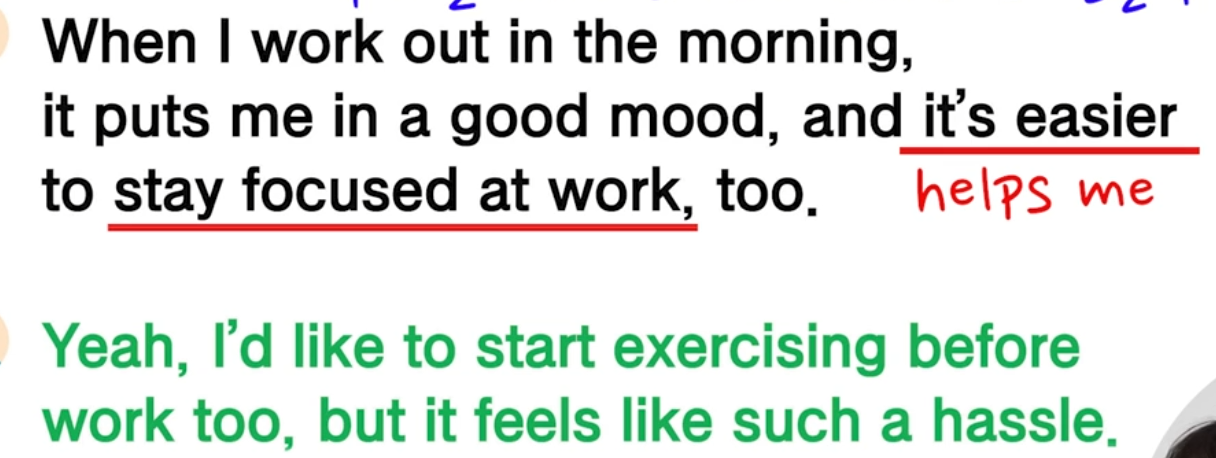 When I work out in the morning,
it puts me in a good mood, and it's easier
to stay focused at work, too. helps me
Yeah, I'd like to start exercising before
work too, but it feels like such a hassle.